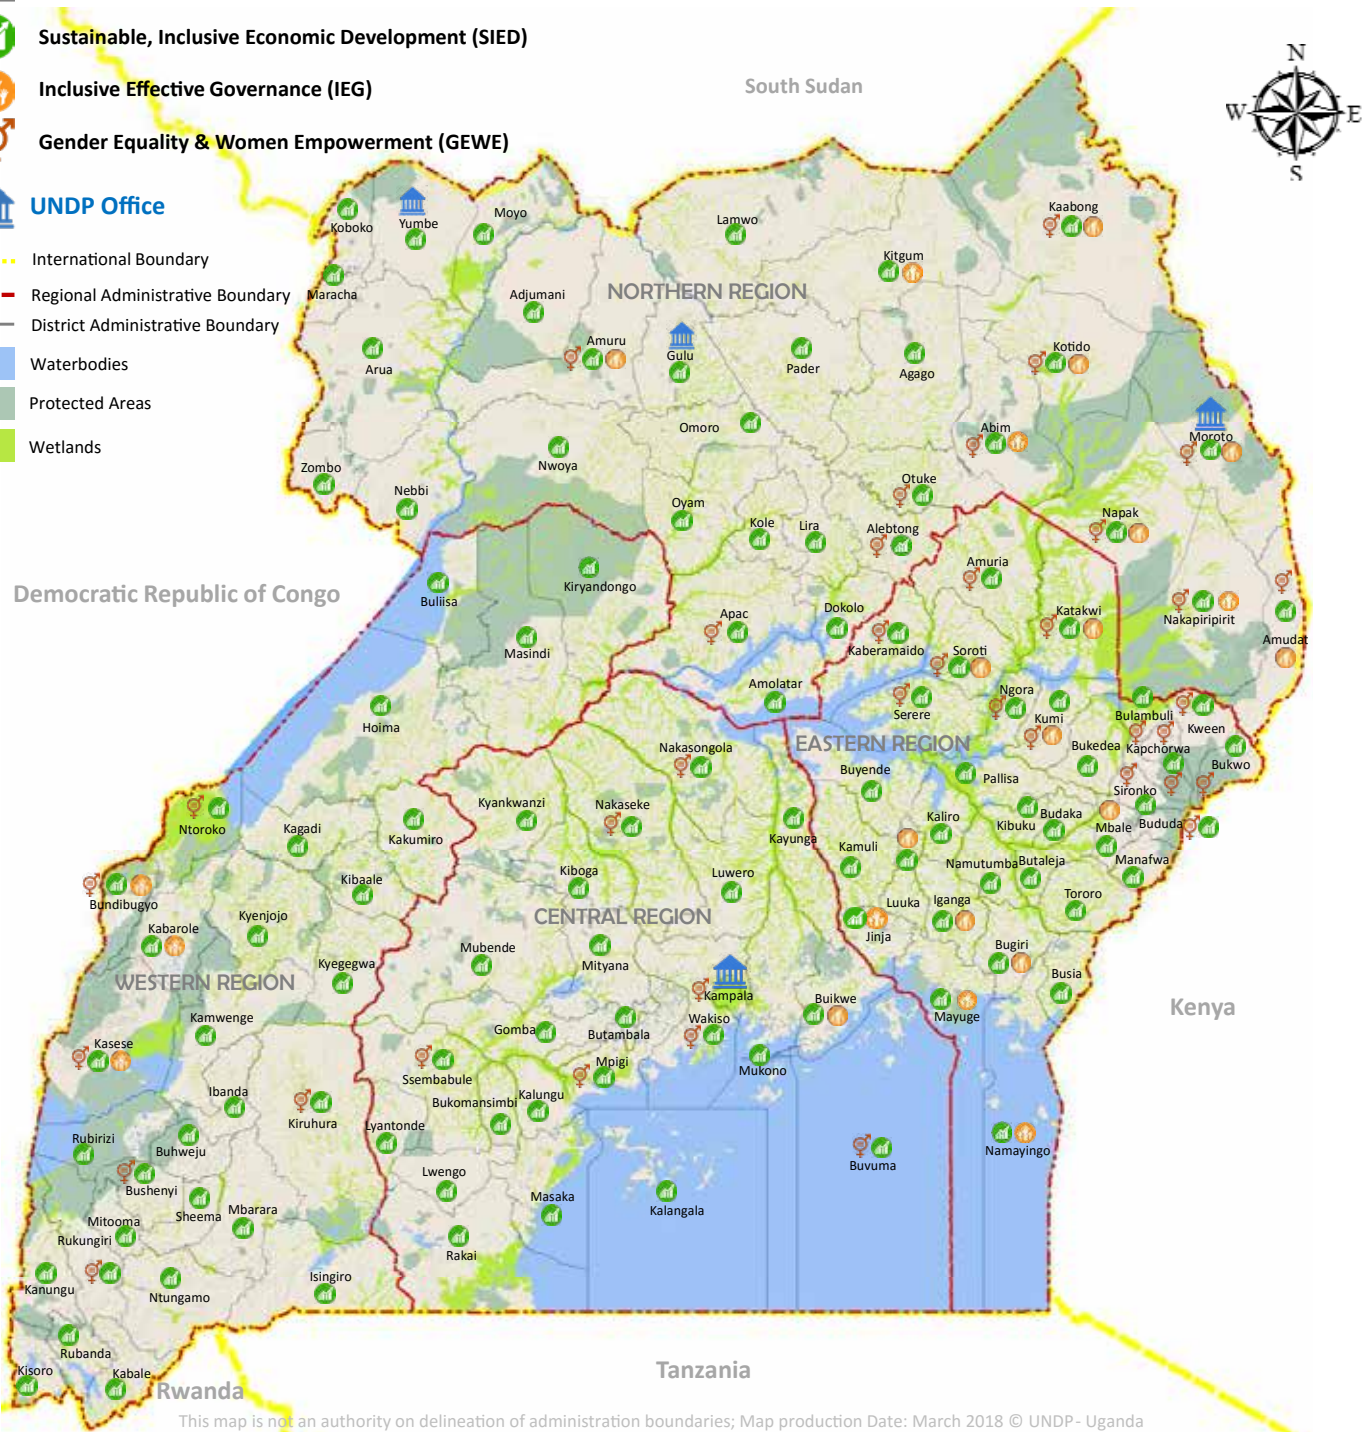 Sustainable, Inclusive Economic Development (SIED)
Inclusive Effective Governance (IEG)
Gender Equality & Women Empowerment (GEWE)
UNDP Office
International Boundary
Regional Administrative Boundary
District Administrative Boundary
Waterbodies
Protected Areas
Wetlands
N
W E
S
South Sudan
Koboko
Yumbe
Moyo
Lamwo
Kaabong
Kitgum
Maracha
Adjumani
NORTHERN REGION
Arua
Amuru
Gulu
Pader
Agago
Kotido
Omoro
Abim
Moroto
Zombo
Nebbi
Nwoya
Otuke
Oyam
Kole
Lira
Alebtong
Napak
Democratic Republic of Congo
Buliisa
Kiryandongo
Amuria
Apac
Dokolo
Katakwi
Nakapiripirit
Amudat
Masindi
Kaberamaido
Soroti
Hoima
Amolatar
Serere
Ngora
Kumi
Bulambuli
Kween
EASTERN REGION
Nakasongola
Bukedea
Kapchorwa
Bukwo
Buyende
Pallisa
Sironko
Ntoroko
Kagadi
Kakumiro
Kyankwanzi
Nakaseke
Kayunga
Kaliro
Kibuku
Budaka
Mbale
Bududa
Kamuli
Namutumba
Butaleja
Manafwa
Bundibugyo
Kibaale
Kiboga
Luwero
Luuka
Iganga
Tororo
Kabarole
Kyenjojo
CENTRAL REGION
Jinja
Mubende
Mityana
Bugiri
Busia
WESTERN REGION
Kyegegwa
Kampala
Buikwe
Mayuge
Kenya
Kamwenge
Gomba
Butambala
Wakiso
Mukono
Kasese
Ssembabule
Mpigi
Ibanda
Kiruhura
Bukomansimbi
Kalungu
Lyantonde
Rubirizi
Buhweju
Buvuma
Namayingo
Bushenyi
Lwengo
Masaka
Kalangala
Sheema
Mbarara
Mitooma
Rukungiri
Rakai
Kanungu
Ntungamo
Isingiro
Rubanda
Kisoro
Kabale
Rwanda
Tanzania
This map is not an authority on delineation of administration boundaries; Map production Date: March 2018 © UNDP- Uganda